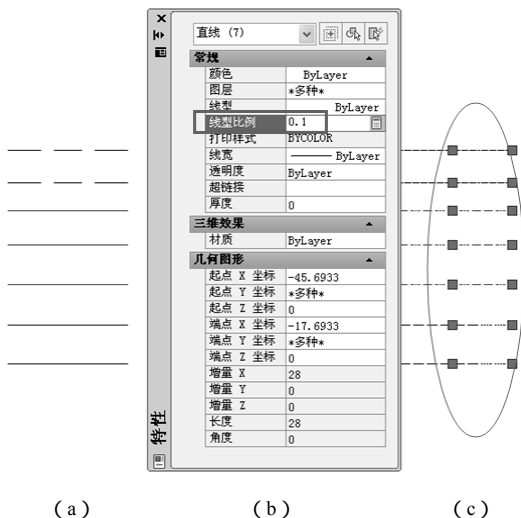 直线 (7)
常规
颜色 ByLayer
图层 *多种*
线型 ByLayer
线型比例 0.1
打印样式 BYCOLOR
线宽 ByLayer
透明度 ByLayer
超链接
厚度 0
三维效果
材质 ByLayer
几何图形
起点 X 坐标 -45.6933
起点 Y 坐标 *多种*
起点 Z 坐标 0
端点 X 坐标 -17.6933
端点 Y 坐标 *多种*
端点 Z 坐标 0
增量 X 28
增量 Y 0
增量 Z 0
长度 28
角度 0
特性
(a) (b) (c)